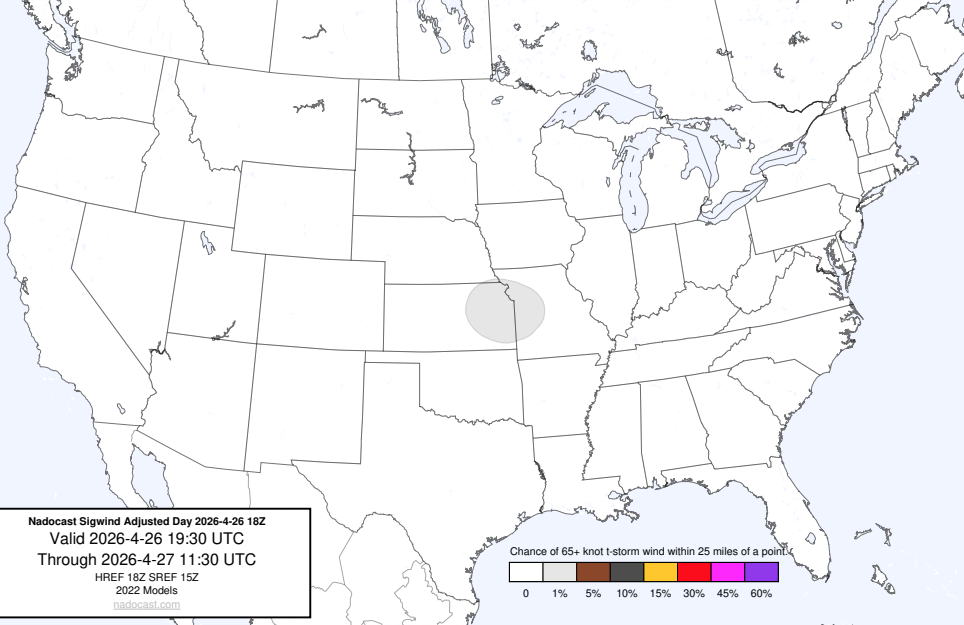 Nadocast Sigwind Adjusted Day 2026-4-26 18Z
Valid 2026-4-26 19:30 UTC
Through 2026-4-27 11:30 UTC
HREF 18Z SREF 15Z
2022 Models
nadocast.com
Chance of 65+ knot t-storm wind within 25 miles of a point.
0 1% 5% 10% 15% 30% 45% 60%